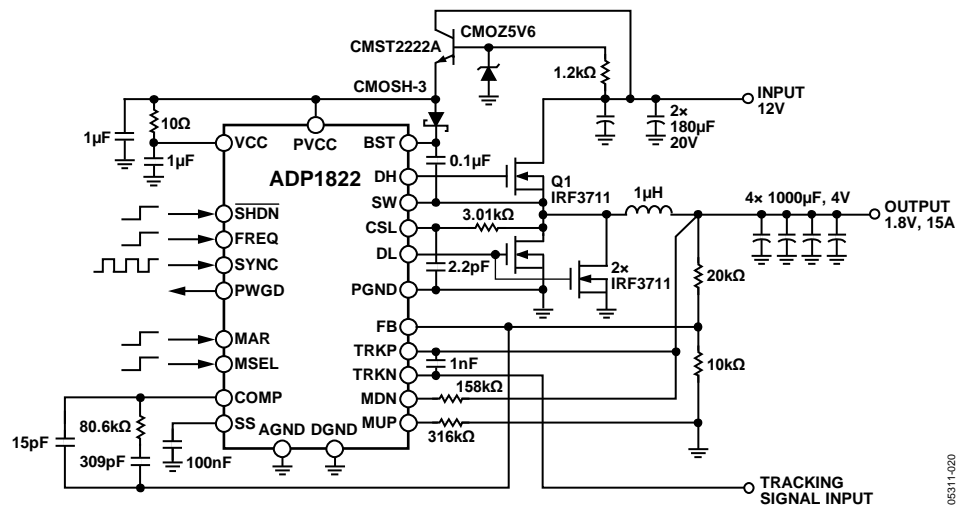 CMOZ5V6
CMST2222A
CMOSH-3
1.2kΩ
INPUT
12V
2×
180µF
20V
10Ω
1µF
1µF
VCC
PVCC
BST
0.1µF
ADP1822
DH
Q1
IRF3711
SW
1µH
4× 1000µF, 4V
OUTPUT
1.8V, 15A
SHDN
3.01kΩ
CSL
FREQ
DL
SYNC
2.2pF
2×
IRF3711
PWGD
PGND
20kΩ
FB
MAR
TRKP
1nF
10kΩ
MSEL
TRKN
158kΩ
COMP
MDN
80.6kΩ
SS
MUP
316kΩ
15pF
AGND DGND
309pF
100nF
TRACKING
SIGNAL INPUT
05311-020